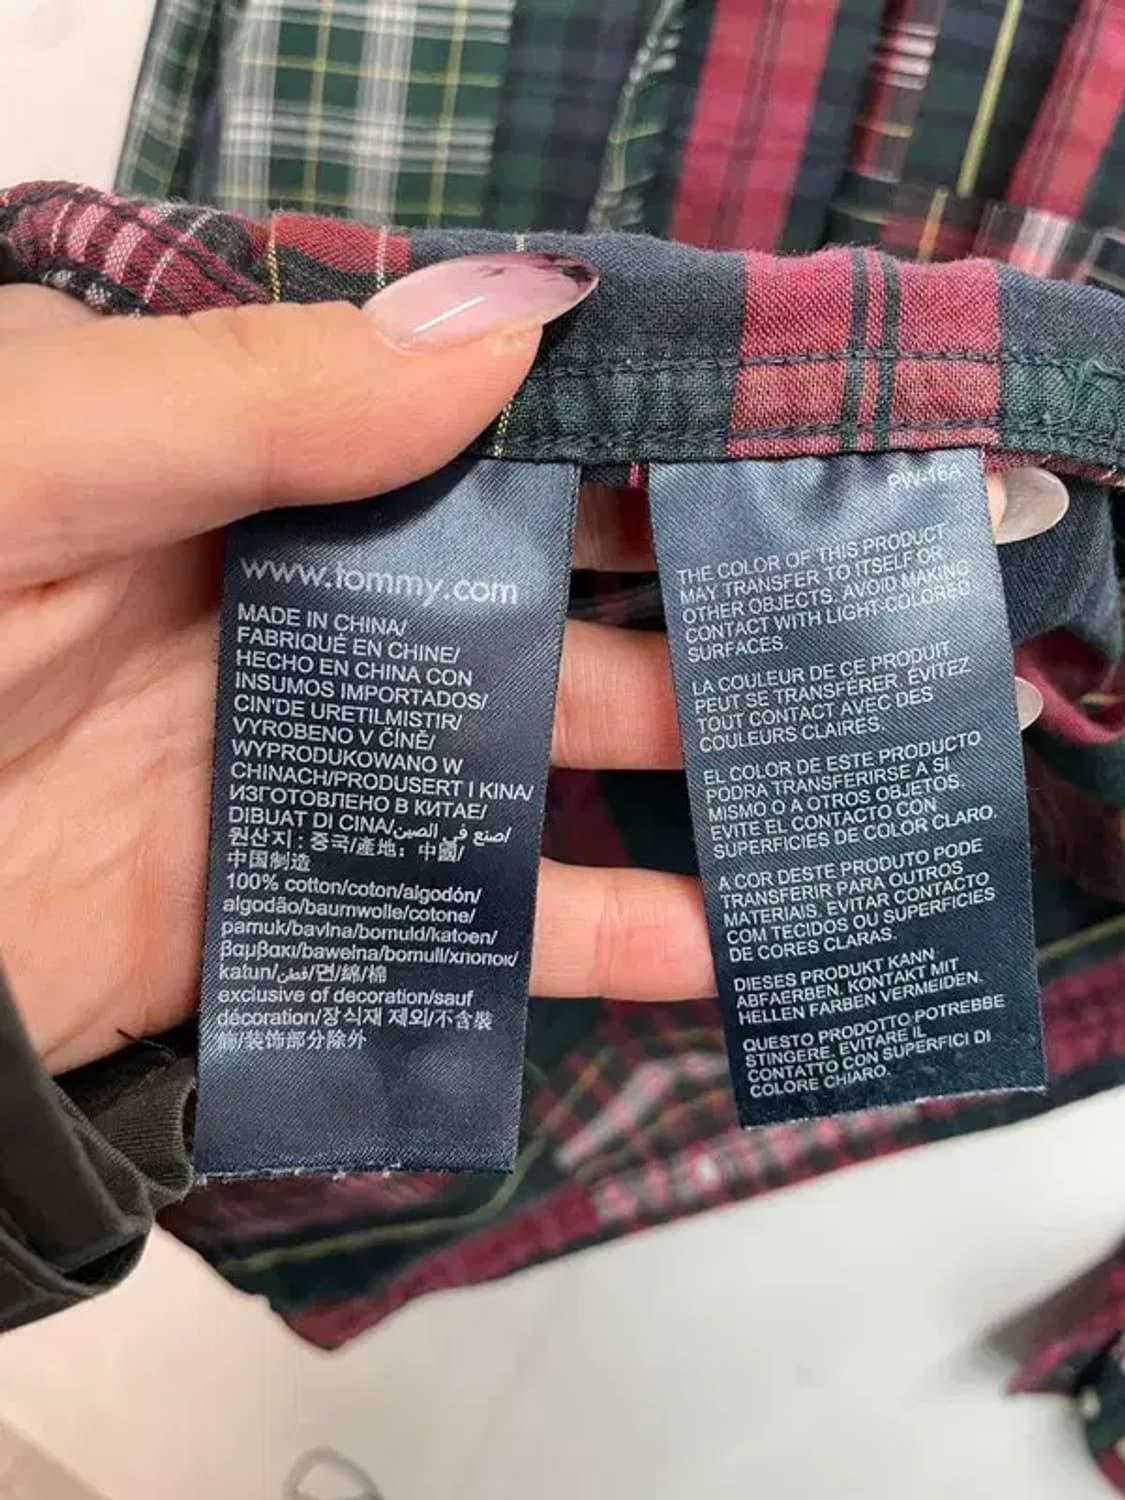 www.tommy.com
MADE IN CHINA/
FABRIQUÉ EN CHINE/
HECHO EN CHINA CON
INSUMOS IMPORTADOS/
CIN'DE URETILMISTIR/
VYROBENO V ČÍNĚ/
WYPRODUKOWANO W
CHINACH/PRODUSERT I KINA/
ИЗГОТОВЛЕНО В КИТАЕ/
DIBUAT DI CINA/صنع في الصين/
원산지 : 중국/產地：中國/
中国制造
100% cotton/coton/algodón/
algodão/baumwolle/cotone/
pamuk/bavlna/bomuld/katoen/
βαμβακι/bawełna/bomull/хлопок/
katun/قطن/면/綿/棉
exclusive of decoration/sauf
décoration/장식재 제외/不含裝
飾/装饰部分除外
PW-16A
THE COLOR OF THIS PRODUCT
MAY TRANSFER TO ITSELF OR
OTHER OBJECTS. AVOID MAKING
CONTACT WITH LIGHT-COLORED
SURFACES.
LA COULEUR DE CE PRODUIT
PEUT SE TRANSFÉRER. ÉVITEZ
TOUT CONTACT AVEC DES
COULEURS CLAIRES.
EL COLOR DE ESTE PRODUCTO
PODRA TRANSFERIRSE A SI
MISMO O A OTROS OBJETOS.
EVITE EL CONTACTO CON
SUPERFICIES DE COLOR CLARO.
A COR DESTE PRODUTO PODE
TRANSFERIR PARA OUTROS
MATERIAIS. EVITAR CONTACTO
COM TECIDOS OU SUPERFICIES
DE CORES CLARAS.
DIESES PRODUKT KANN
ABFAERBEN. KONTAKT MIT
HELLEN FARBEN VERMEIDEN.
QUESTO PRODOTTO POTREBBE
STINGERE. EVITARE IL
CONTATTO CON SUPERFICI DI
COLORE CHIARO.